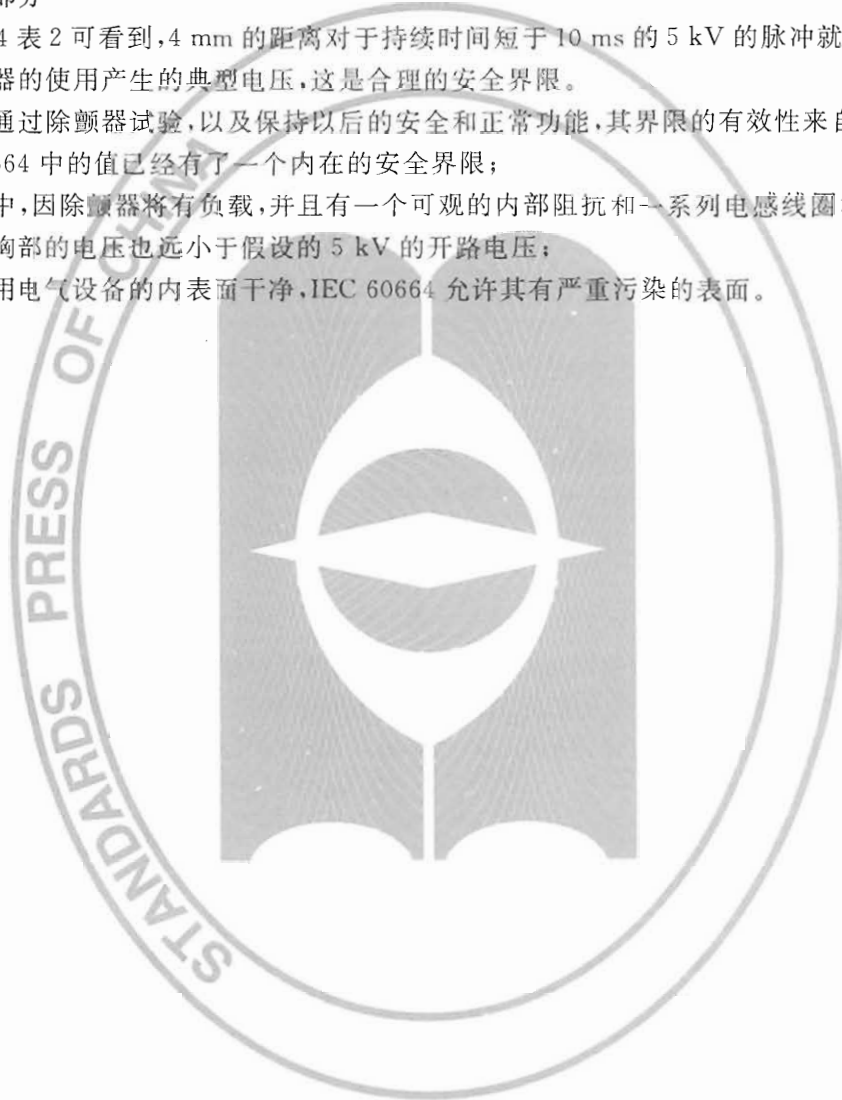 部分
4 表 2 可看到,4 mm 的距离对于持续时间短于 10 ms 的 5 kV 的脉冲就
器的使用产生的典型电压,这是合理的安全界限。
通过除颤器试验,以及保持以后的安全和正常功能,其界限的有效性来自
664 中的值已经有了一个内在的安全界限;
中,因除颤器将有负载,并且有一个可观的内部阻抗和一系列电感线圈
胸部的电压也远小于假设的 5 kV 的开路电压;
用电气设备的内表面干净,IEC 60664 允许其有严重污染的表面。
STANDARDS PRESS OF CHINA